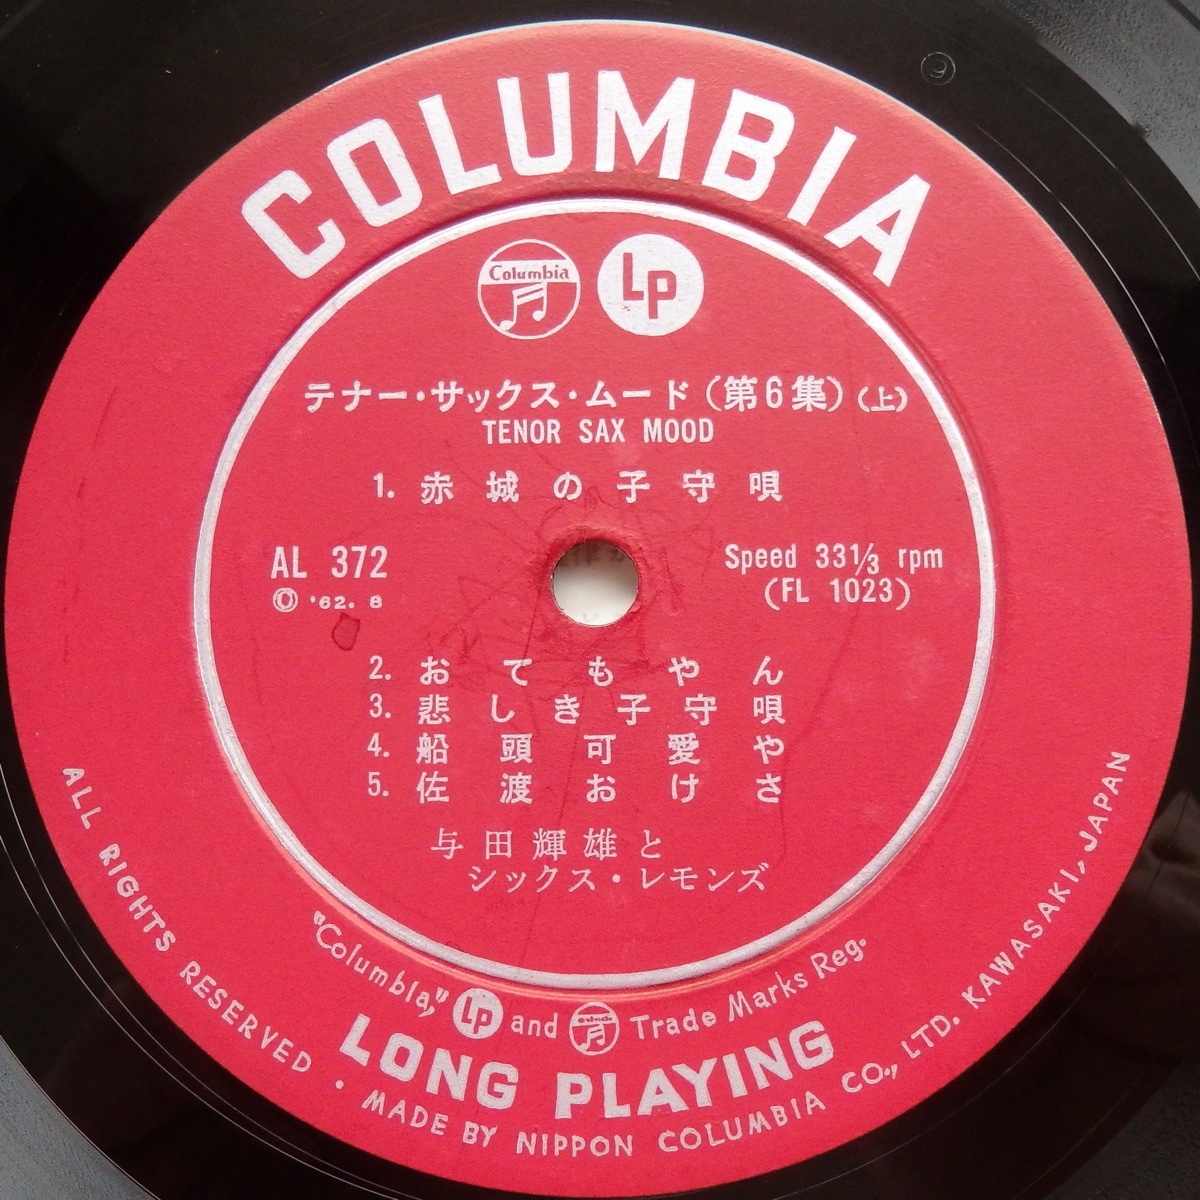 COLUMBIA
Columbia
LP
テナー・サックス・ムード(第6集)(上)
TENOR SAX MOOD
1. 赤城の子守唄
AL 372
Ⓒ '62. 8
Speed 33 1/3 rpm
(FL 1023)
2. おてもやん
3. 悲しき子守唄
4. 船頭可愛や
5. 佐渡おけさ
与田輝雄と
シックス・レモンズ
"Columbia," LP and Trade Marks Reg.
LONG PLAYING
ALL RIGHTS RESERVED · MADE BY NIPPON COLUMBIA CO., LTD. KAWASAKI, JAPAN